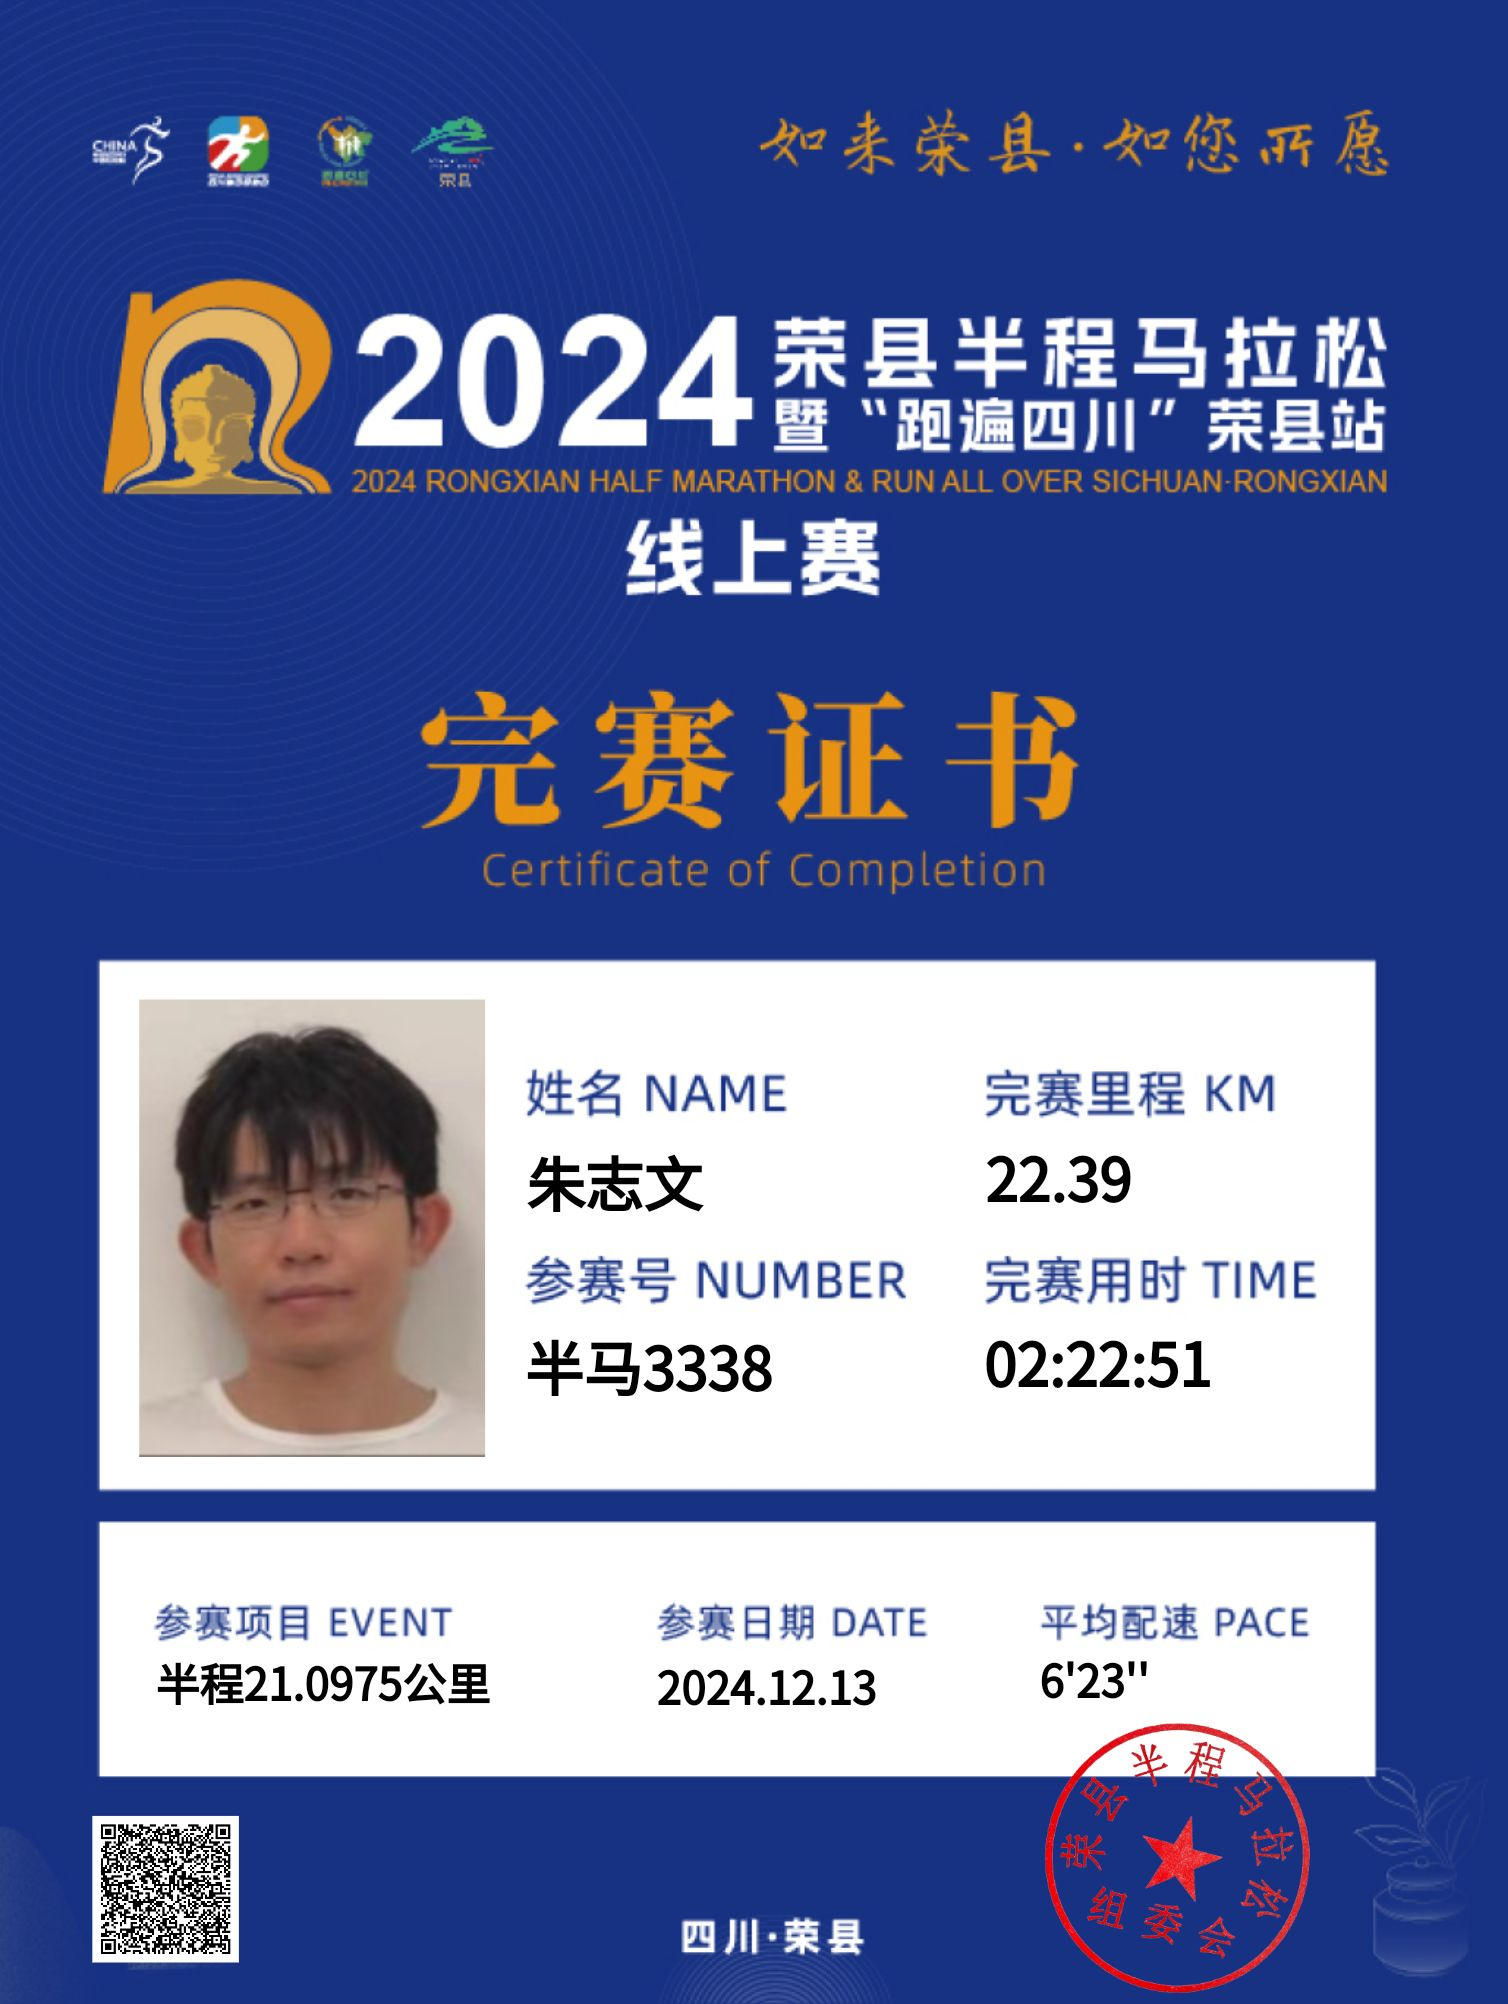 CHINA
荣县
如来荣县·如您所愿
2024 荣县半程马拉松
暨“跑遍四川”荣县站
2024 RONGXIAN HALF MARATHON & RUN ALL OVER SICHUAN·RONGXIAN
线上赛
完赛证书
Certificate of Completion
姓名 NAME
朱志文
完赛里程 KM
22.39
参赛号 NUMBER
半马3338
完赛用时 TIME
02:22:51
参赛项目 EVENT
半程21.0975公里
参赛日期 DATE
2024.12.13
平均配速 PACE
6'23''
荣县半程马拉松
组委会
四川·荣县